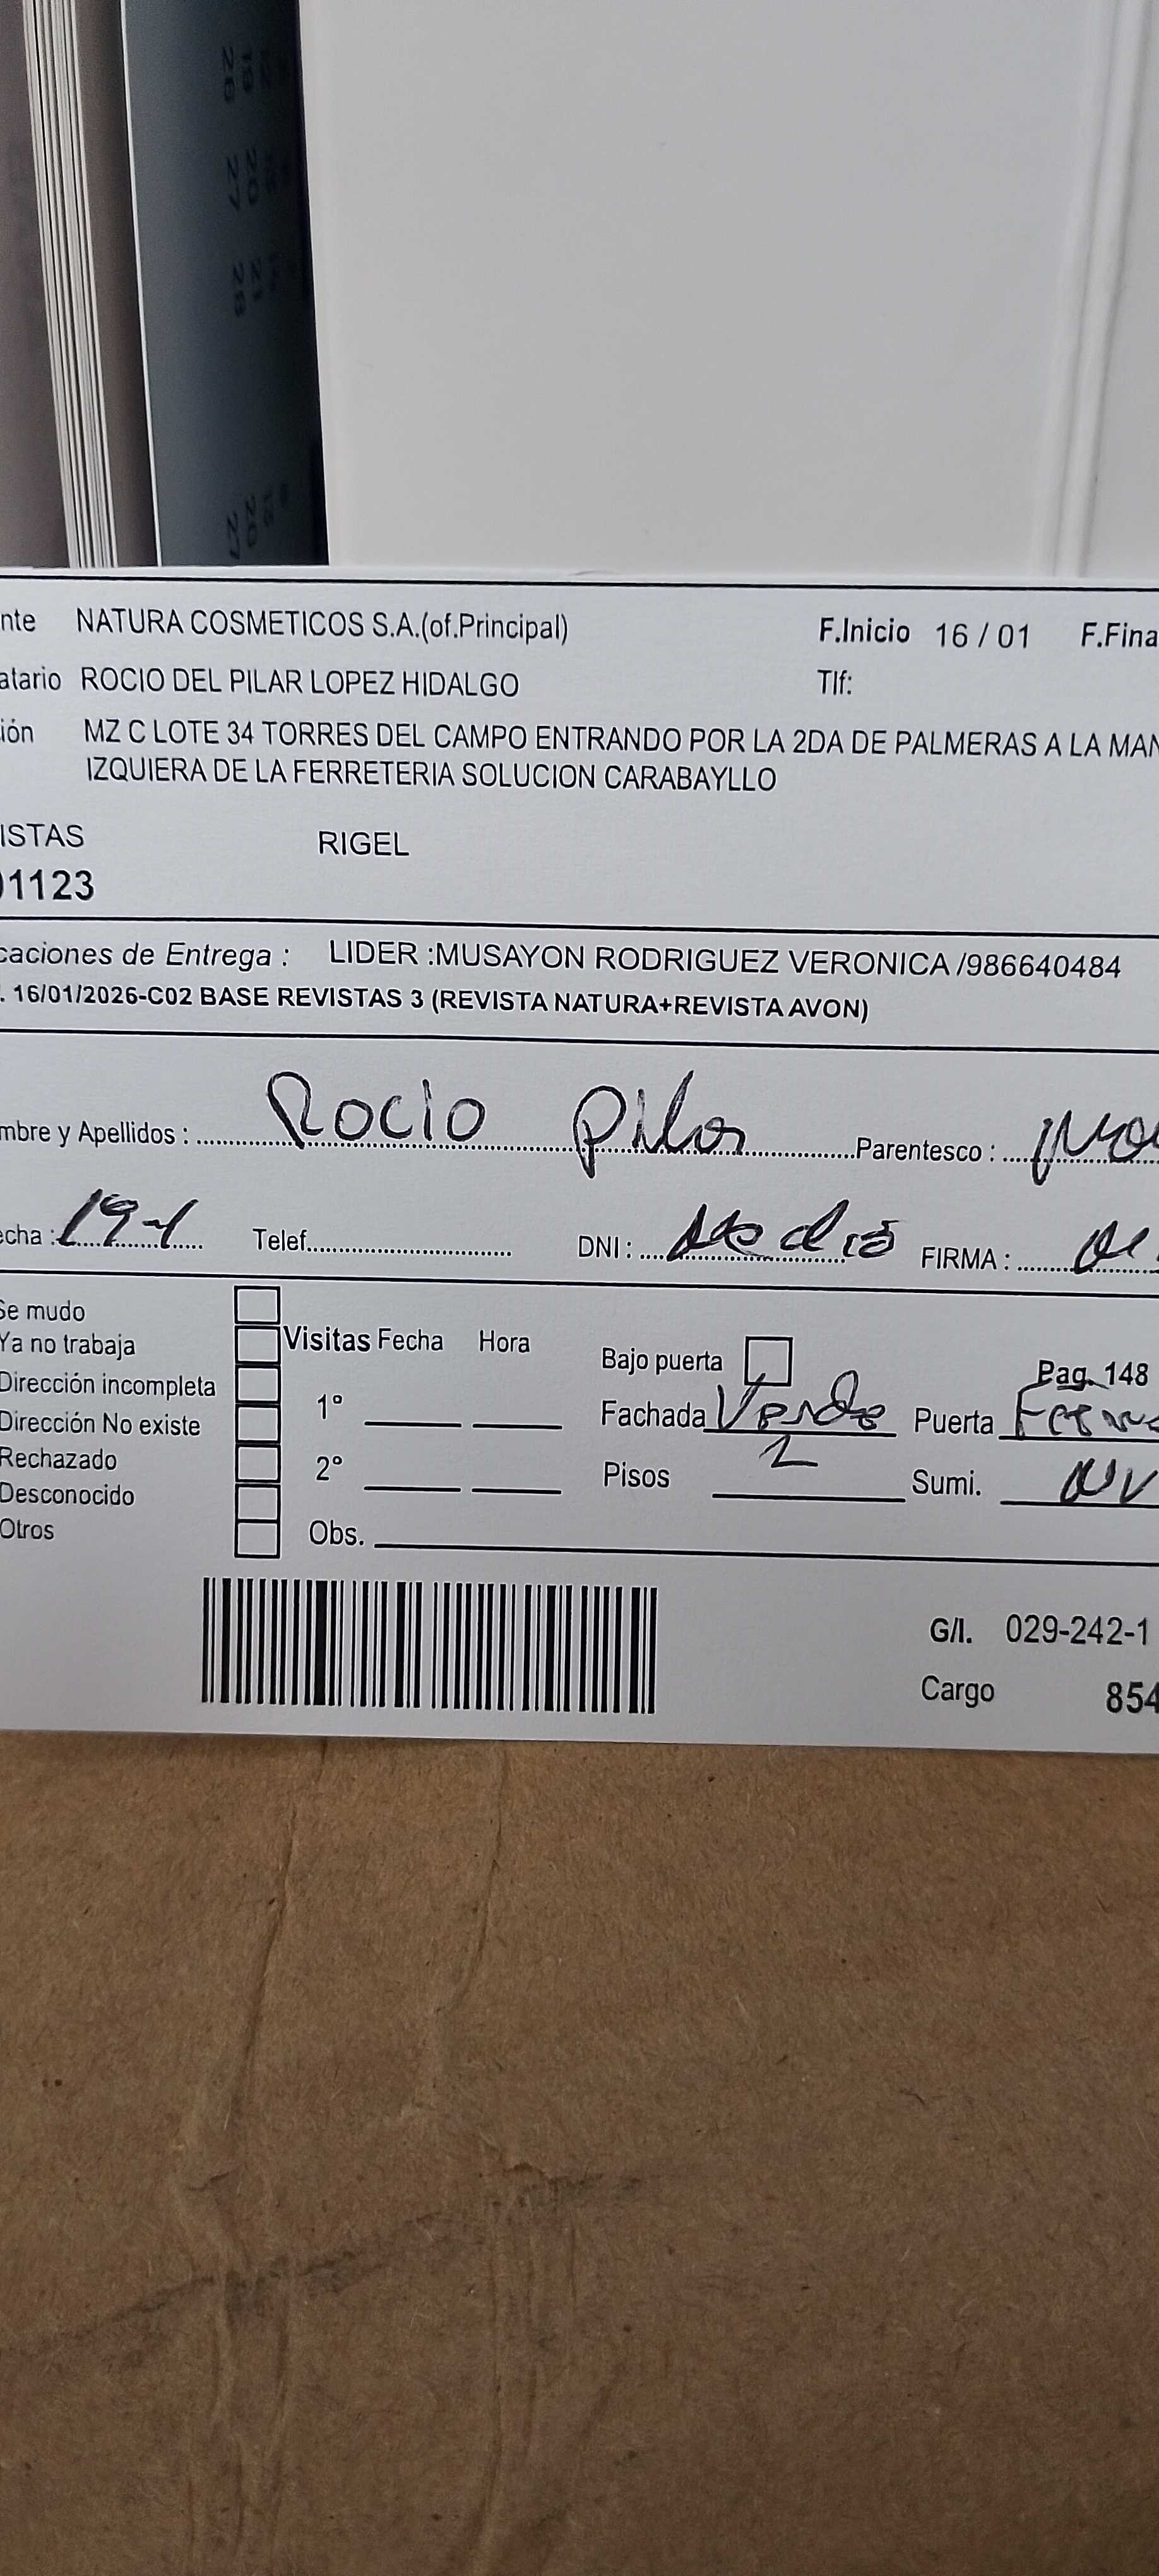 nte NATURA COSMETICOS S.A.(of.Principal) F.Inicio 16 / 01 F.Fina
atario ROCIO DEL PILAR LOPEZ HIDALGO Tlf:
ión MZ C LOTE 34 TORRES DEL CAMPO ENTRANDO POR LA 2DA DE PALMERAS A LA MAN
IZQUIERA DE LA FERRETERIA SOLUCION CARABAYLLO
ISTAS RIGEL
01123
caciones de Entrega : LIDER :MUSAYON RODRIGUEZ VERONICA /986640484
. 16/01/2026-C02 BASE REVISTAS 3 (REVISTA NATURA+REVISTA AVON)
mbre y Apellidos : Rocio Pilar Parentesco :
echa : 19-1 Telef. DNI : FIRMA :
Se mudo
Ya no trabaja Visitas Fecha Hora Bajo puerta Pag. 148
Dirección incompleta
Dirección No existe 1° Fachada Verde Puerta
Rechazado 2° Pisos 2 Sumi.
Desconocido
Otros Obs.
G/I. 029-242-1
Cargo 854